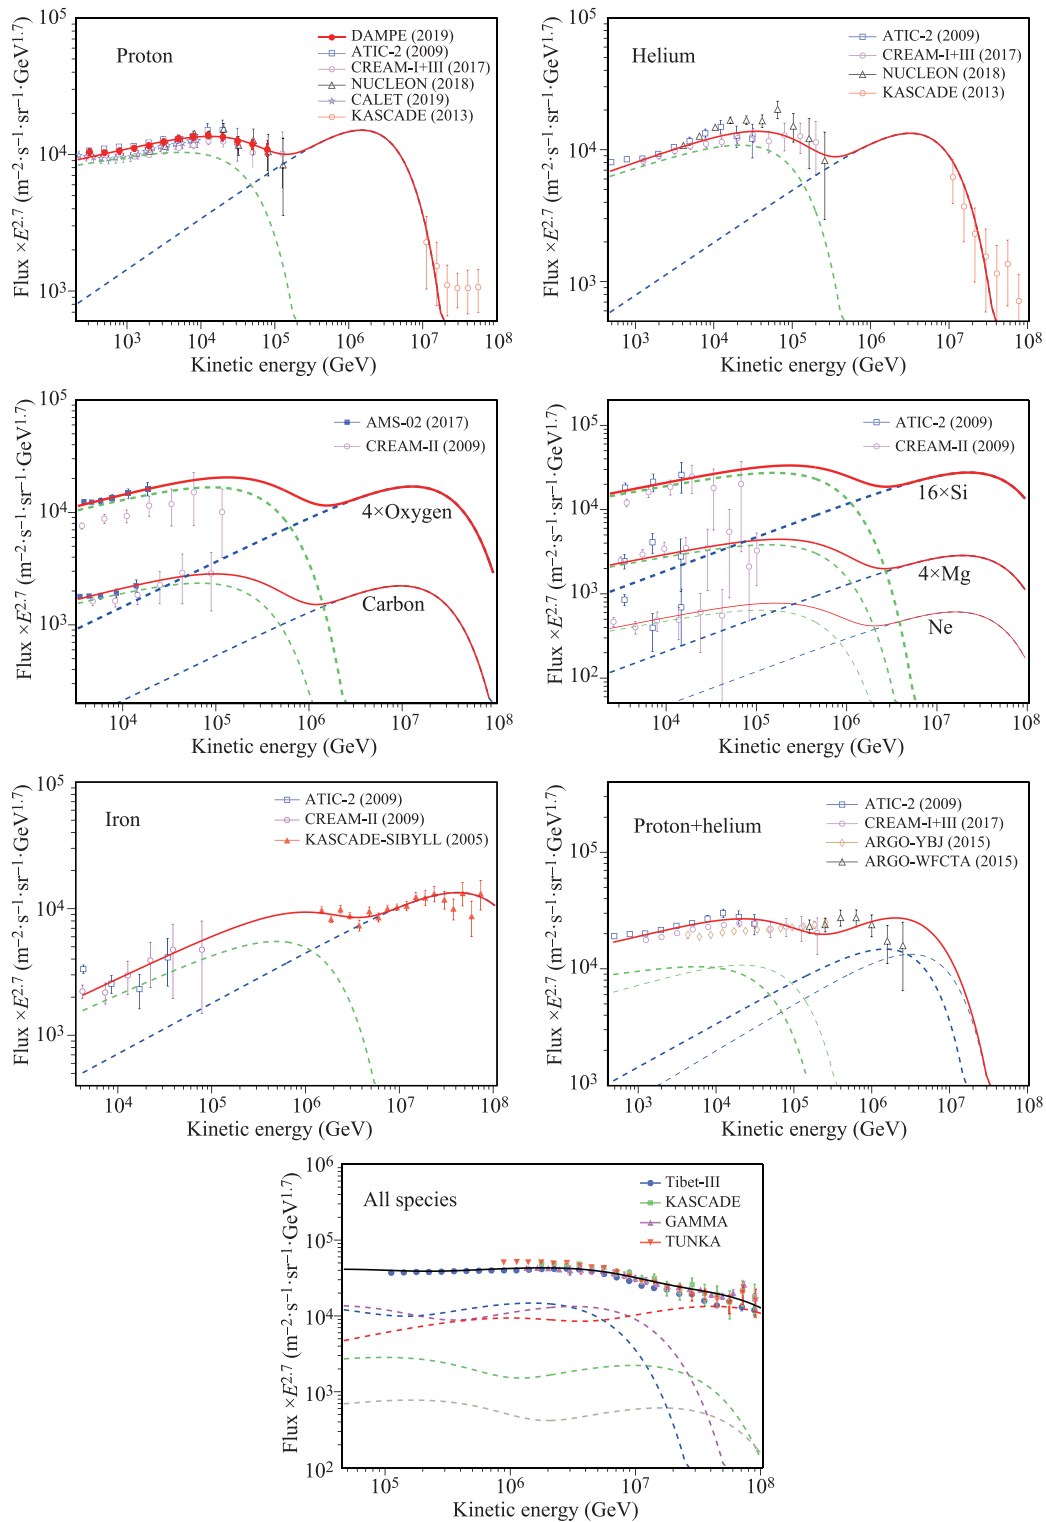 Proton
DAMPE (2019)
ATIC-2 (2009)
CREAM-I+III (2017)
NUCLEON (2018)
CALET (2019)
KASCADE (2013)
Flux ×E^2.7 (m^−2·s^−1·sr^−1·GeV^1.7)
10^5
10^4
10^3
10^3 10^4 10^5 10^6 10^7 10^8
Kinetic energy (GeV)
Helium
ATIC-2 (2009)
CREAM-I+III (2017)
NUCLEON (2018)
KASCADE (2013)
Flux ×E^2.7 (m^−2·s^−1·sr^−1·GeV^1.7)
10^5
10^4
10^3
10^3 10^4 10^5 10^6 10^7 10^8
Kinetic energy (GeV)
AMS-02 (2017)
CREAM-II (2009)
4×Oxygen
Carbon
Flux ×E^2.7 (m^−2·s^−1·sr^−1·GeV^1.7)
10^5
10^4
10^3
10^4 10^5 10^6 10^7 10^8
Kinetic energy (GeV)
ATIC-2 (2009)
CREAM-II (2009)
16×Si
4×Mg
Ne
Flux ×E^2.7 (m^−2·s^−1·sr^−1·GeV^1.7)
10^5
10^4
10^3
10^2
10^4 10^5 10^6 10^7 10^8
Kinetic energy (GeV)
Iron
ATIC-2 (2009)
CREAM-II (2009)
KASCADE-SIBYLL (2005)
Flux ×E^2.7 (m^−2·s^−1·sr^−1·GeV^1.7)
10^5
10^4
10^3
10^4 10^5 10^6 10^7 10^8
Kinetic energy (GeV)
Proton+helium
ATIC-2 (2009)
CREAM-I+III (2017)
ARGO-YBJ (2015)
ARGO-WFCTA (2015)
Flux ×E^2.7 (m^−2·s^−1·sr^−1·GeV^1.7)
10^5
10^4
10^3
10^3 10^4 10^5 10^6 10^7 10^8
Kinetic energy (GeV)
All species
Tibet-III
KASCADE
GAMMA
TUNKA
Flux ×E^2.7 (m^−2·s^−1·sr^−1·GeV^1.7)
10^6
10^5
10^4
10^3
10^2
10^5 10^6 10^7 10^8
Kinetic energy (GeV)